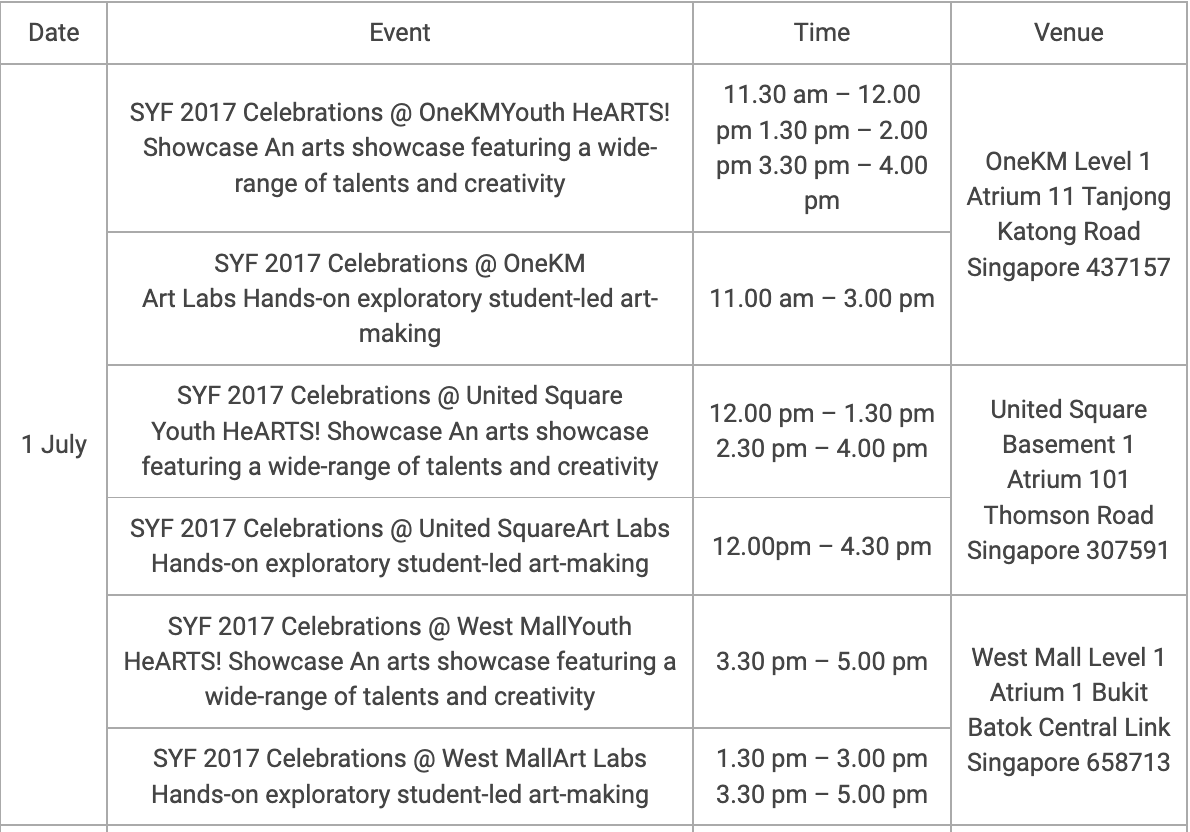 Date
Event
Time
Venue
1 July
SYF 2017 Celebrations @ OneKMYouth HeARTS!
Showcase An arts showcase featuring a wide-
range of talents and creativity
11.30 am – 12.00
pm 1.30 pm – 2.00
pm 3.30 pm – 4.00
pm
OneKM Level 1
Atrium 11 Tanjong
Katong Road
Singapore 437157
SYF 2017 Celebrations @ OneKM
Art Labs Hands-on exploratory student-led art-
making
11.00 am – 3.00 pm
SYF 2017 Celebrations @ United Square
Youth HeARTS! Showcase An arts showcase
featuring a wide-range of talents and creativity
12.00 pm – 1.30 pm
2.30 pm – 4.00 pm
United Square
Basement 1
Atrium 101
Thomson Road
Singapore 307591
SYF 2017 Celebrations @ United SquareArt Labs
Hands-on exploratory student-led art-making
12.00pm – 4.30 pm
SYF 2017 Celebrations @ West MallYouth
HeARTS! Showcase An arts showcase featuring a
wide-range of talents and creativity
3.30 pm – 5.00 pm
West Mall Level 1
Atrium 1 Bukit
Batok Central Link
Singapore 658713
SYF 2017 Celebrations @ West MallArt Labs
Hands-on exploratory student-led art-making
1.30 pm – 3.00 pm
3.30 pm – 5.00 pm